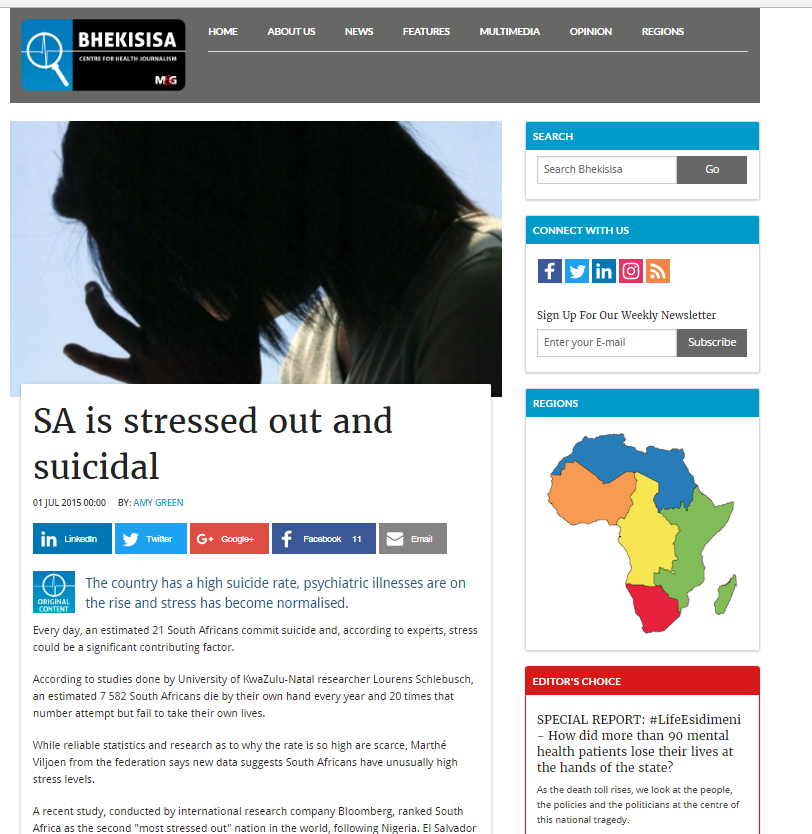 BHEKISISA
CENTRE FOR HEALTH JOURNALISM
M&G
HOME ABOUT US NEWS FEATURES MULTIMEDIA OPINION REGIONS
SA is stressed out and
suicidal
01 JUL 2015 00:00 BY: AMY GREEN
LinkedIn Twitter Google+ Facebook 11 Email
ORIGINAL
CONTENT
The country has a high suicide rate, psychiatric illnesses are on
the rise and stress has become normalised.
Every day, an estimated 21 South Africans commit suicide and, according to experts, stress
could be a significant contributing factor.
According to studies done by University of KwaZulu-Natal researcher Lourens Schlebusch,
an estimated 7 582 South Africans die by their own hand every year and 20 times that
number attempt but fail to take their own lives.
While reliable statistics and research as to why the rate is so high are scarce, Marthé
Viljoen from the federation says new data suggests South Africans have unusually high
stress levels.
A recent study, conducted by international research company Bloomberg, ranked South
Africa as the second "most stressed out" nation in the world, following Nigeria. El Salvador
SEARCH
Search Bhekisisa Go
CONNECT WITH US
Sign Up For Our Weekly Newsletter
Enter your E-mail Subscribe
REGIONS
EDITOR'S CHOICE
SPECIAL REPORT: #LifeEsidimeni
- How did more than 90 mental
health patients lose their lives at
the hands of the state?
As the death toll rises, we look at the people,
the policies and the politicians at the centre of
this national tragedy.